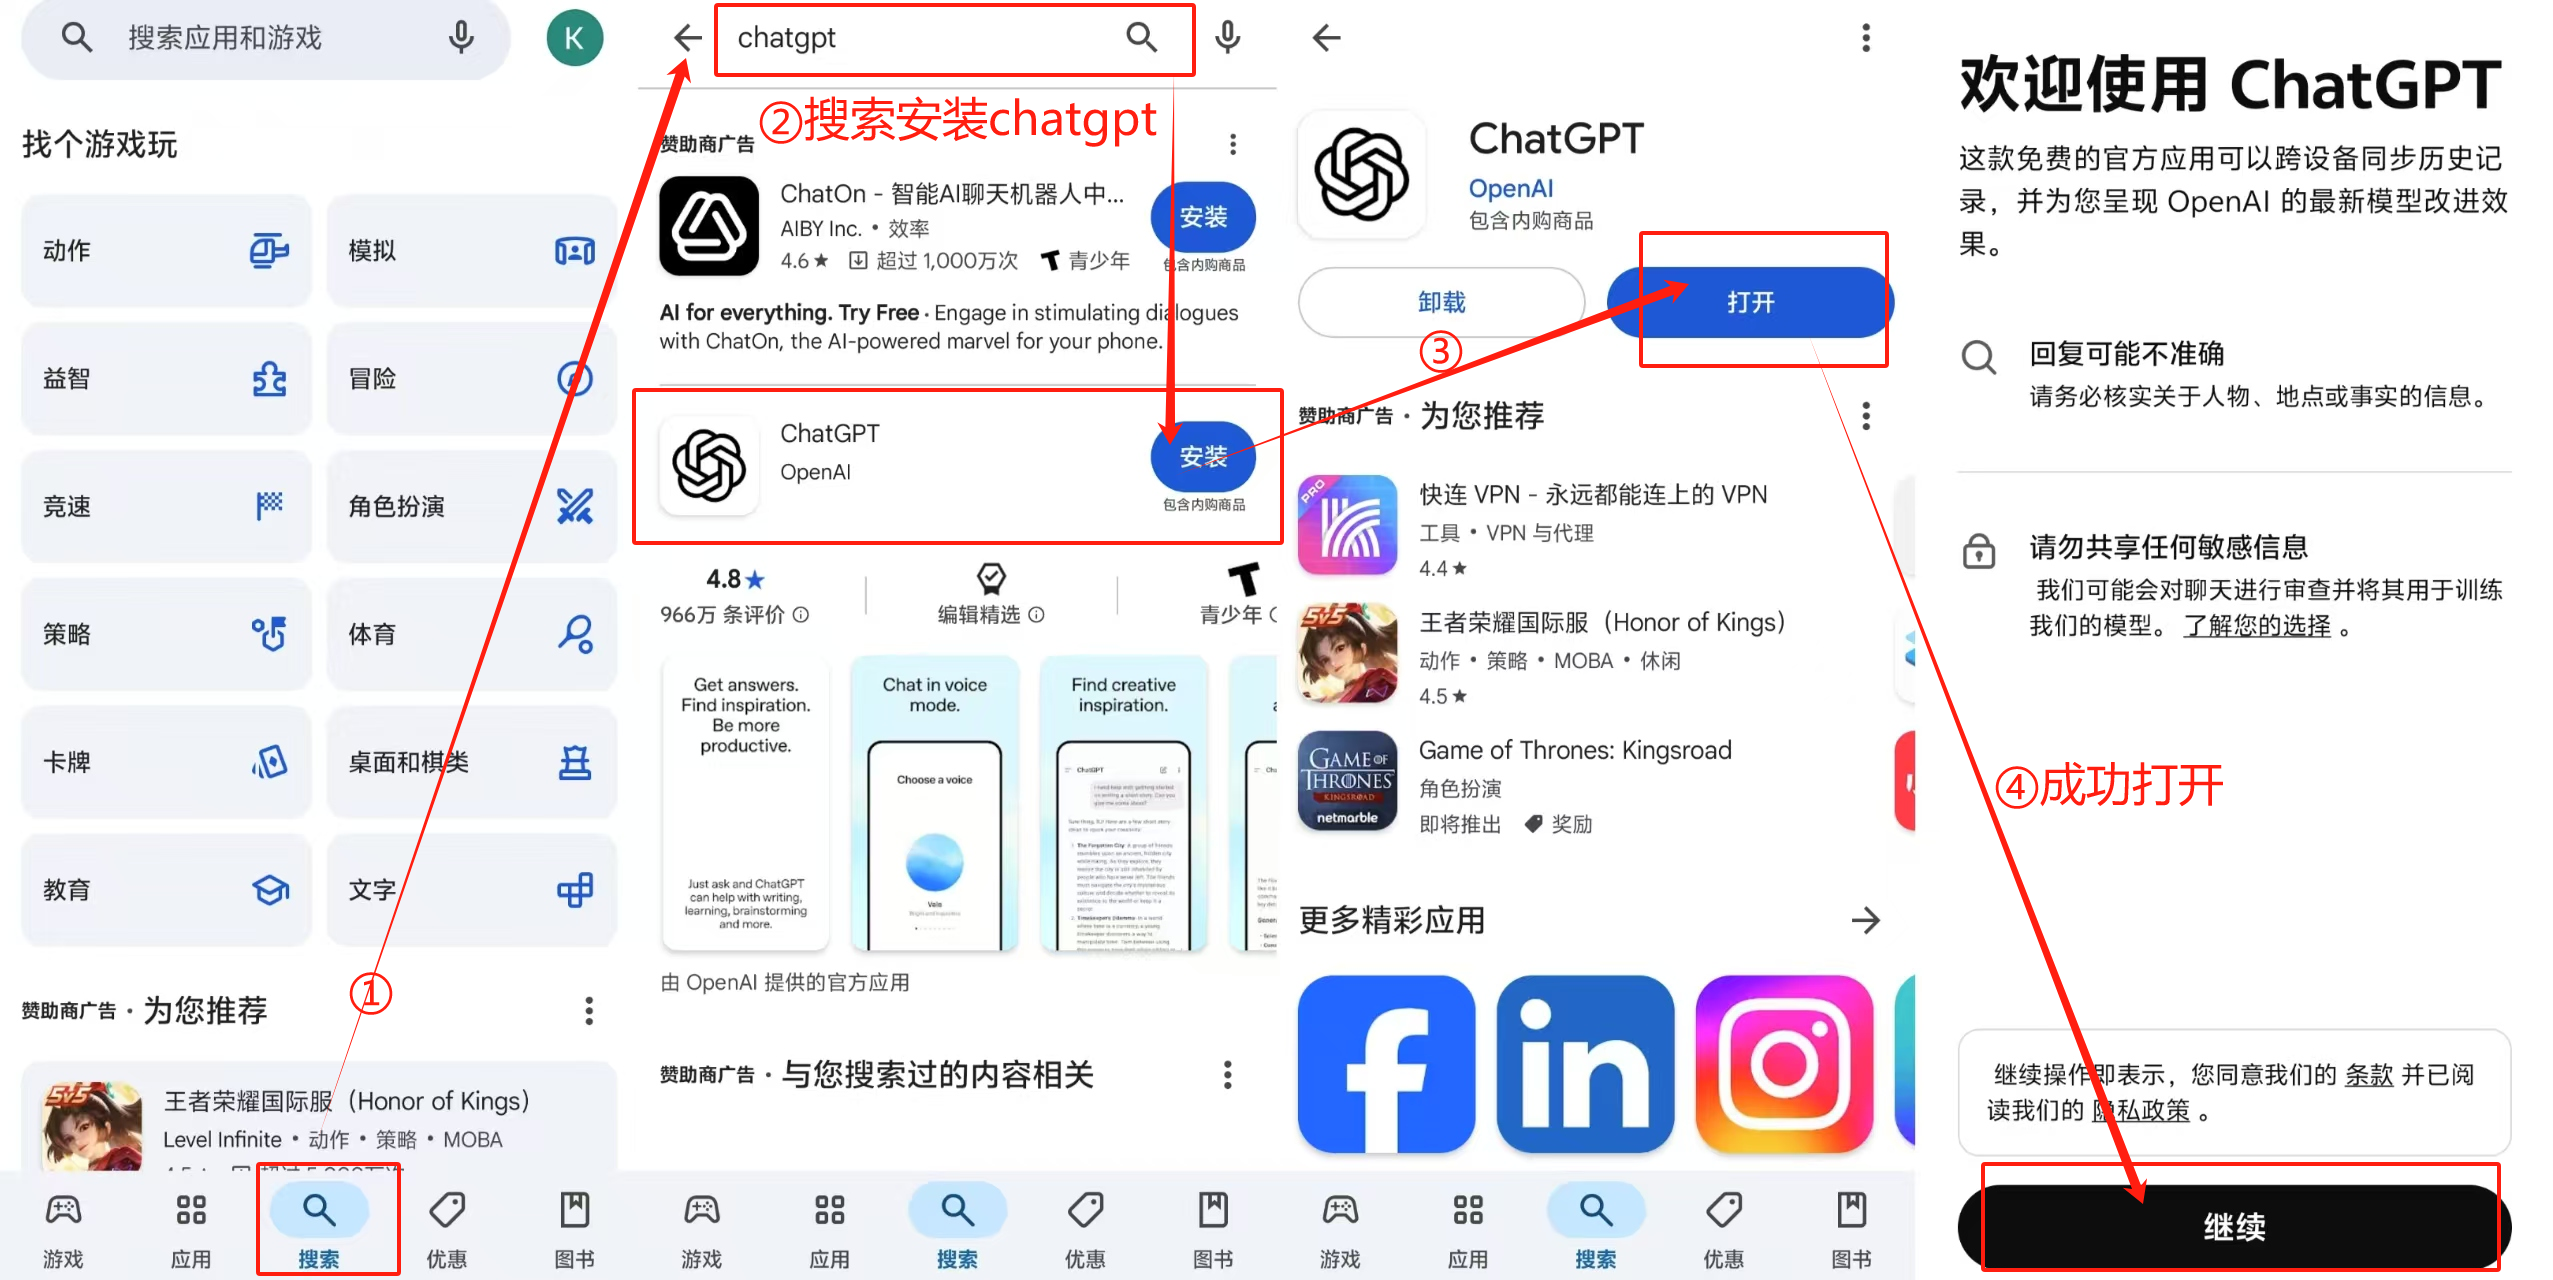 搜索应用和游戏
K
找个游戏玩
动作
模拟
益智
冒险
竞速
角色扮演
策略
体育
卡牌
桌面和棋类
教育
文字
①
赞助商广告 · 为您推荐
5v5
王者荣耀国际服（Honor of Kings）
Level Infinite • 动作 • 策略 • MOBA
游戏
应用
搜索
优惠
图书
chatgpt
②搜索安装chatgpt
赞助商广告
ChatOn - 智能AI聊天机器人中...
AIBY Inc. • 效率
4.6★ 超过 1,000万次 青少年
安装
包含内购商品
AI for everything. Try Free · Engage in stimulating dialogues
with ChatOn, the AI-powered marvel for your phone.
ChatGPT
OpenAI
安装
包含内购商品
4.8★
966万 条评价
编辑精选
青少年
Get answers.
Find inspiration.
Be more
productive.
Just ask and ChatGPT
can help with writing,
learning, brainstorming
and more.
Chat in voice
mode.
Choose a voice
Vale
Find creative
inspiration.
ChatGPT
由 OpenAI 提供的官方应用
赞助商广告 · 与您搜索过的内容相关
游戏
应用
搜索
优惠
图书
ChatGPT
OpenAI
包含内购商品
卸载
打开
③
赞助商广告 · 为您推荐
PRO
快连 VPN - 永远都能连上的 VPN
工具 • VPN 与代理
4.4★
5v5
王者荣耀国际服（Honor of Kings）
动作 • 策略 • MOBA • 休闲
4.5★
GAME OF
THRONES
KINGSROAD
netmarble
Game of Thrones: Kingsroad
角色扮演
即将推出 奖励
更多精彩应用
f
in
游戏
应用
搜索
优惠
图书
欢迎使用 ChatGPT
这款免费的官方应用可以跨设备同步历史记
录，并为您呈现 OpenAI 的最新模型改进效
果。
回复可能不准确
请务必核实关于人物、地点或事实的信息。
请勿共享任何敏感信息
我们可能会对聊天进行审查并将其用于训练
我们的模型。 了解您的选择 。
④成功打开
继续操作即表示，您同意我们的 条款 并已阅
读我们的 隐私政策 。
继续